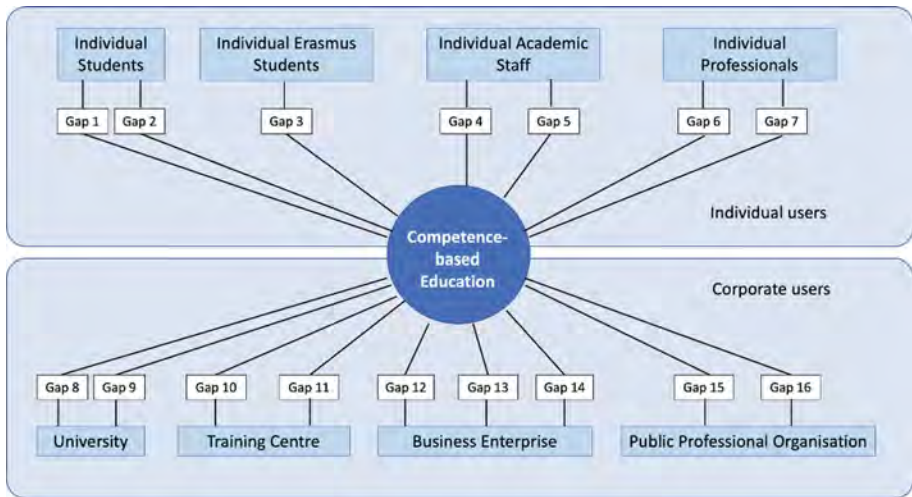 Individual
Students
Individual Erasmus
Students
Individual Academic
Staff
Individual
Professionals
Gap 1
Gap 2
Gap 3
Gap 4
Gap 5
Gap 6
Gap 7
Individual users
Competence-
based
Education
Corporate users
Gap 8
Gap 9
Gap 10
Gap 11
Gap 12
Gap 13
Gap 14
Gap 15
Gap 16
University
Training Centre
Business Enterprise
Public Professional Organisation